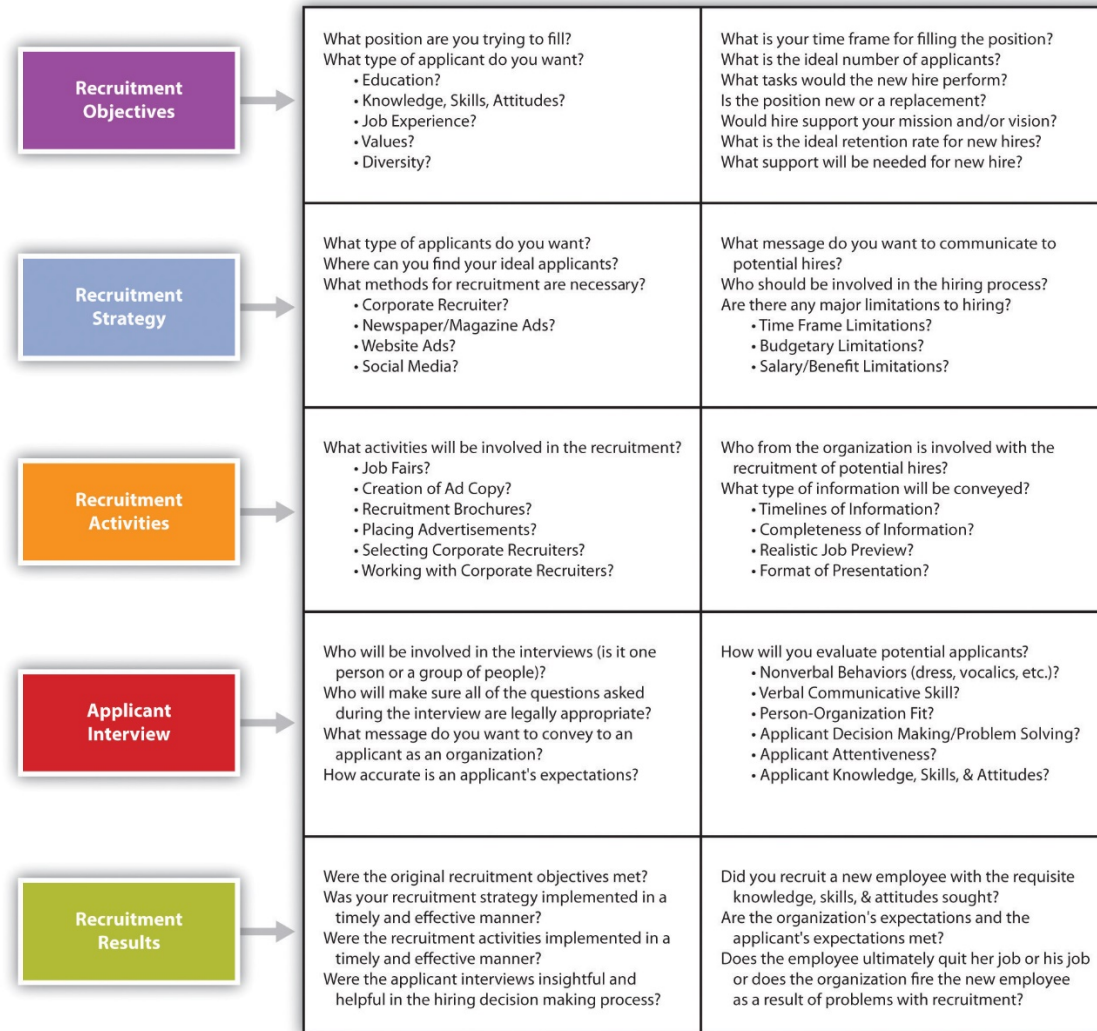 Recruitment
Objectives
What position are you trying to fill?
What type of applicant do you want?
• Education?
• Knowledge, Skills, Attitudes?
• Job Experience?
• Values?
• Diversity?
What is your time frame for filling the position?
What is the ideal number of applicants?
What tasks would the new hire perform?
Is the position new or a replacement?
Would hire support your mission and/or vision?
What is the ideal retention rate for new hires?
What support will be needed for new hire?
Recruitment
Strategy
What type of applicants do you want?
Where can you find your ideal applicants?
What methods for recruitment are necessary?
• Corporate Recruiter?
• Newspaper/Magazine Ads?
• Website Ads?
• Social Media?
What message do you want to communicate to
potential hires?
Who should be involved in the hiring process?
Are there any major limitations to hiring?
• Time Frame Limitations?
• Budgetary Limitations?
• Salary/Benefit Limitations?
Recruitment
Activities
What activities will be involved in the recruitment?
• Job Fairs?
• Creation of Ad Copy?
• Recruitment Brochures?
• Placing Advertisements?
• Selecting Corporate Recruiters?
• Working with Corporate Recruiters?
Who from the organization is involved with the
recruitment of potential hires?
What type of information will be conveyed?
• Timelines of Information?
• Completeness of Information?
• Realistic Job Preview?
• Format of Presentation?
Applicant
Interview
Who will be involved in the interviews (is it one
person or a group of people)?
Who will make sure all of the questions asked
during the interview are legally appropriate?
What message do you want to convey to an
applicant as an organization?
How accurate is an applicant's expectations?
How will you evaluate potential applicants?
• Nonverbal Behaviors (dress, vocalics, etc.)?
• Verbal Communicative Skill?
• Person-Organization Fit?
• Applicant Decision Making/Problem Solving?
• Applicant Attentiveness?
• Applicant Knowledge, Skills, & Attitudes?
Recruitment
Results
Were the original recruitment objectives met?
Was your recruitment strategy implemented in a
timely and effective manner?
Were the recruitment activities implemented in a
timely and effective manner?
Were the applicant interviews insightful and
helpful in the hiring decision making process?
Did you recruit a new employee with the requisite
knowledge, skills, & attitudes sought?
Are the organization's expectations and the
applicant's expectations met?
Does the employee ultimately quit her job or his job
or does the organization fire the new employee
as a result of problems with recruitment?